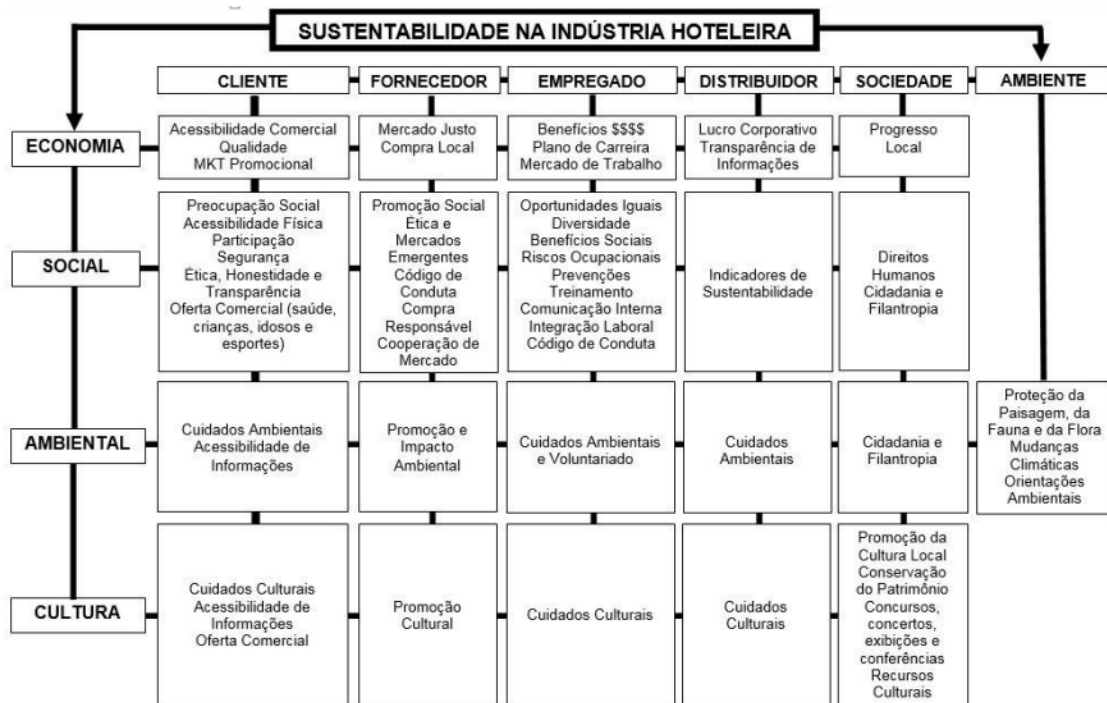 SUSTENTABILIDADE NA INDÚSTRIA HOTELEIRA
CLIENTE
FORNECEDOR
EMPREGADO
DISTRIBUIDOR
SOCIEDADE
AMBIENTE
ECONOMIA
Acessibilidade Comercial
Qualidade
MKT Promocional
Mercado Justo
Compra Local
Benefícios $$$$
Plano de Carreira
Mercado de Trabalho
Lucro Corporativo
Transparência de
Informações
Progresso
Local
SOCIAL
Preocupação Social
Acessibilidade Física
Participação
Segurança
Ética, Honestidade e
Transparência
Oferta Comercial (saúde,
crianças, idosos e
esportes)
Promoção Social
Ética e
Mercados
Emergentes
Código de
Conduta
Compra
Responsável
Cooperação de
Mercado
Oportunidades Iguais
Diversidade
Benefícios Sociais
Riscos Ocupacionais
Prevenções
Treinamento
Comunicação Interna
Integração Laboral
Código de Conduta
Indicadores de
Sustentabilidade
Direitos
Humanos
Cidadania e
Filantropia
AMBIENTAL
Cuidados Ambientais
Acessibilidade de
Informações
Promoção e
Impacto
Ambiental
Cuidados Ambientais
e Voluntariado
Cuidados
Ambientais
Cidadania e
Filantropia
Proteção da
Paisagem, da
Fauna e da Flora
Mudanças
Climáticas
Orientações
Ambientais
CULTURA
Cuidados Culturais
Acessibilidade de
Informações
Oferta Comercial
Promoção
Cultural
Cuidados Culturais
Cuidados
Culturais
Promoção da
Cultura Local
Conservação
do Patrimônio
Concursos,
concertos,
exibições e
conferências
Recursos
Culturais